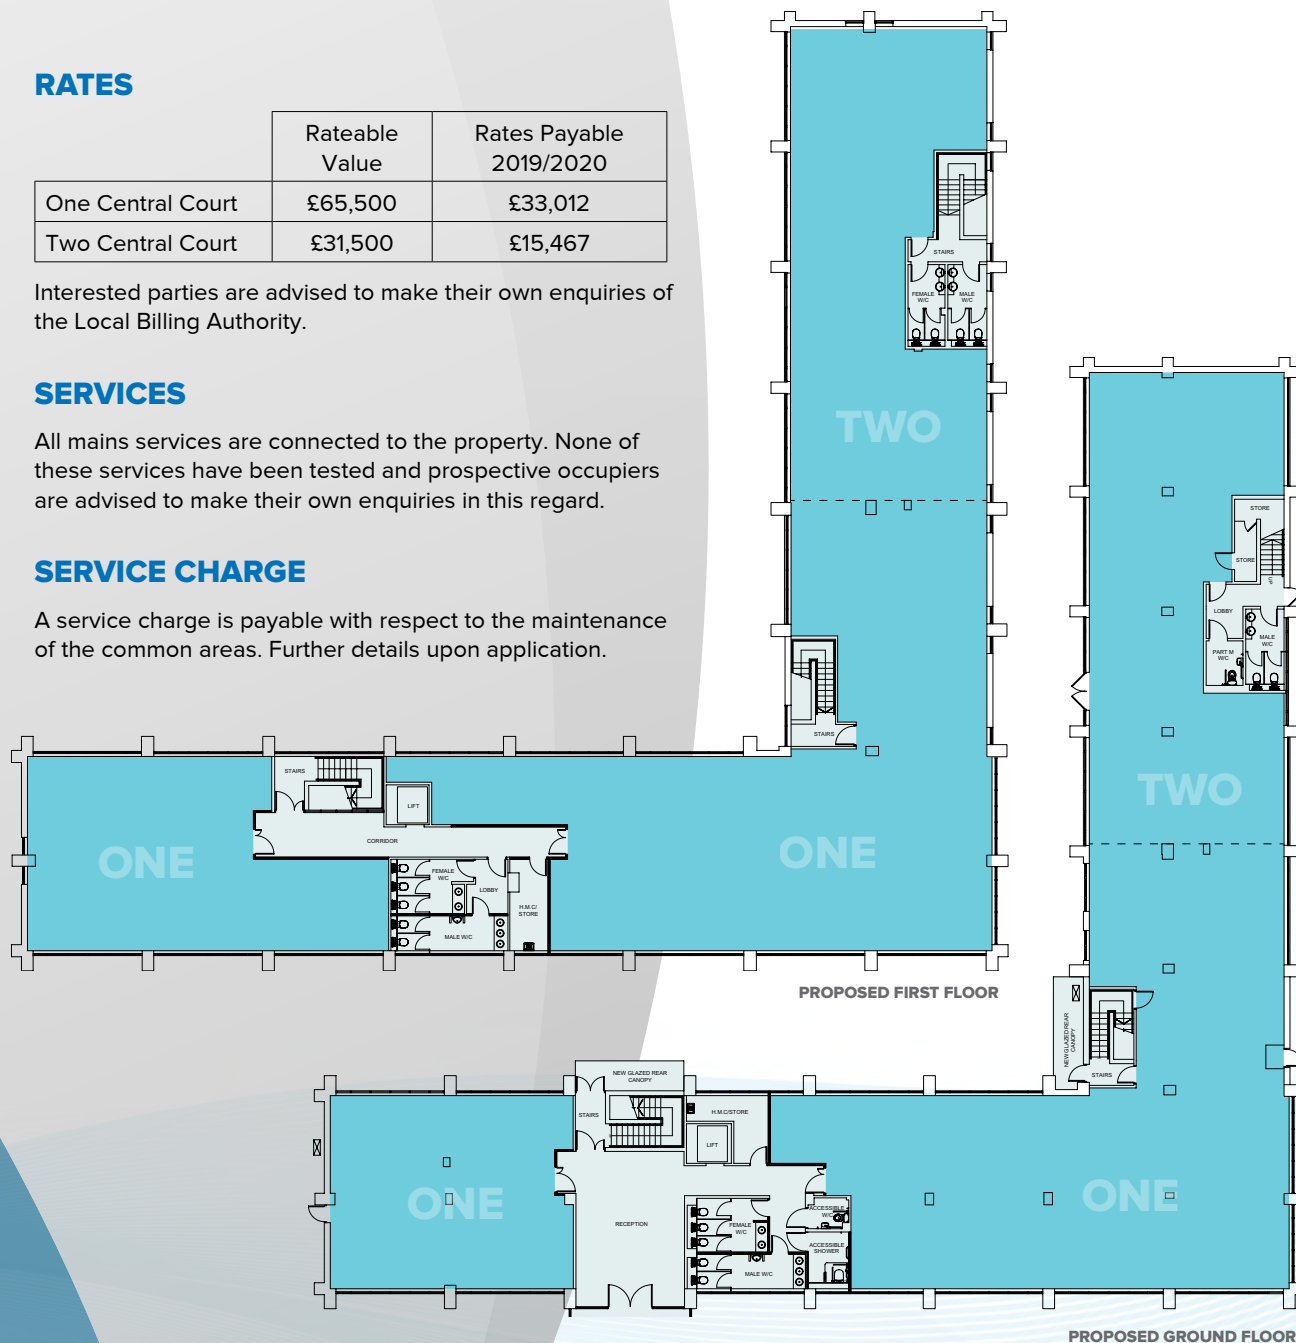 RATES
Rateable Value
Rates Payable 2019/2020
One Central Court £65,500 £33,012
Two Central Court £31,500 £15,467
Interested parties are advised to make their own enquiries of
the Local Billing Authority.
SERVICES
All mains services are connected to the property. None of
these services have been tested and prospective occupiers
are advised to make their own enquiries in this regard.
SERVICE CHARGE
A service charge is payable with respect to the maintenance
of the common areas. Further details upon application.
STAIRS
FEMALE
W/C
MALE
W/C
TWO
STAIRS
STAIRS
LIFT
CORRIDOR
ONE
ONE
FEMALE
W/C
LOBBY
H.M.C/
STORE
MALE W/C
PROPOSED FIRST FLOOR
STORE
STORE
UP
LOBBY
MALE
W/C
PART M
W/C
TWO
NEW GLAZED REAR
CANOPY
STAIRS
NEW GLAZED REAR
CANOPY
STAIRS
H.M.C/STORE
LIFT
ONE
ONE
RECEPTION
ACCESSIBLE
W/C
FEMALE
W/C
ACCESSIBLE
SHOWER
MALE W/C
PROPOSED GROUND FLOOR